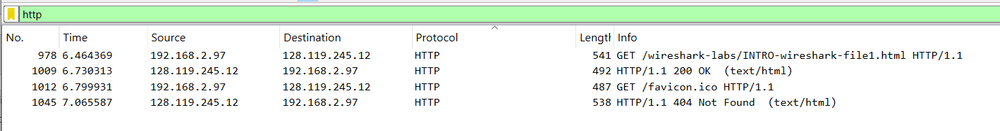 http
No. Time Source Destination Protocol Length Info
978 6.464369 192.168.2.97 128.119.245.12 HTTP 541 GET /wireshark-labs/INTRO-wireshark-file1.html HTTP/1.1
1009 6.730313 128.119.245.12 192.168.2.97 HTTP 492 HTTP/1.1 200 OK (text/html)
1012 6.799931 192.168.2.97 128.119.245.12 HTTP 487 GET /favicon.ico HTTP/1.1
1045 7.065587 128.119.245.12 192.168.2.97 HTTP 538 HTTP/1.1 404 Not Found (text/html)